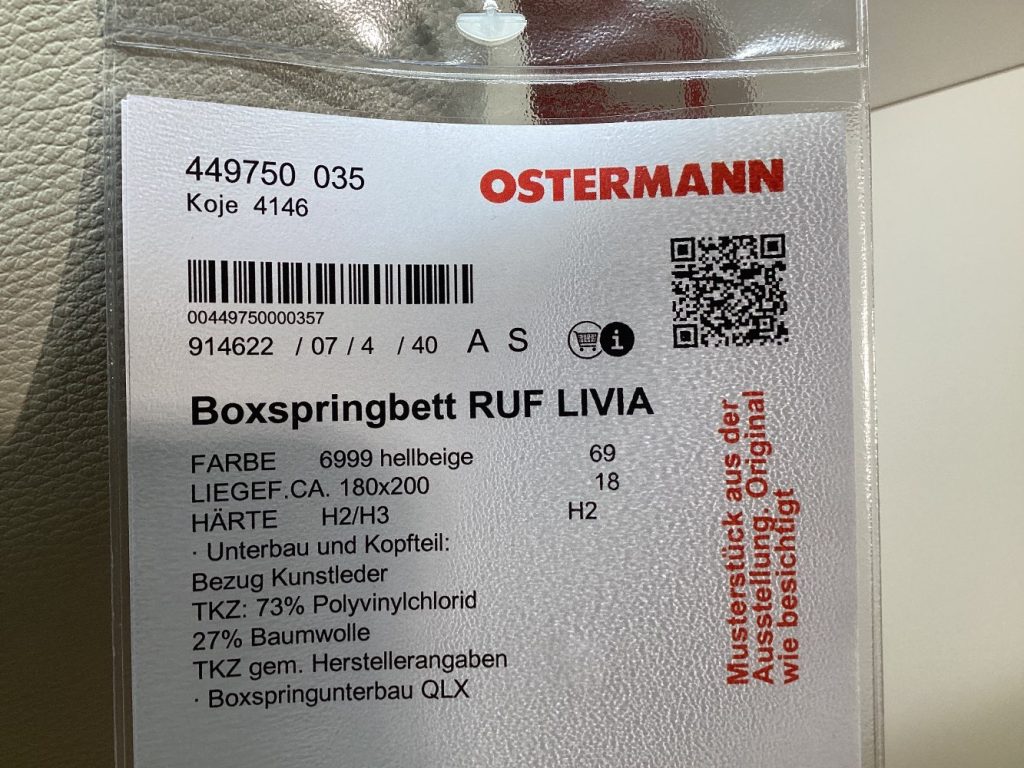 449750 035
Koje 4146
OSTERMANN
00449750000357
914622 / 07 / 4 / 40 A S
i
Boxspringbett RUF LIVIA
FARBE 6999 hellbeige 69
LIEGEF.CA. 180x200 18
HÄRTE H2/H3 H2
· Unterbau und Kopfteil:
Bezug Kunstleder
TKZ: 73% Polyvinylchlorid
27% Baumwolle
TKZ gem. Herstellerangaben
· Boxspringunterbau QLX
Musterstück aus der
Ausstellung. Original
wie besichtigt